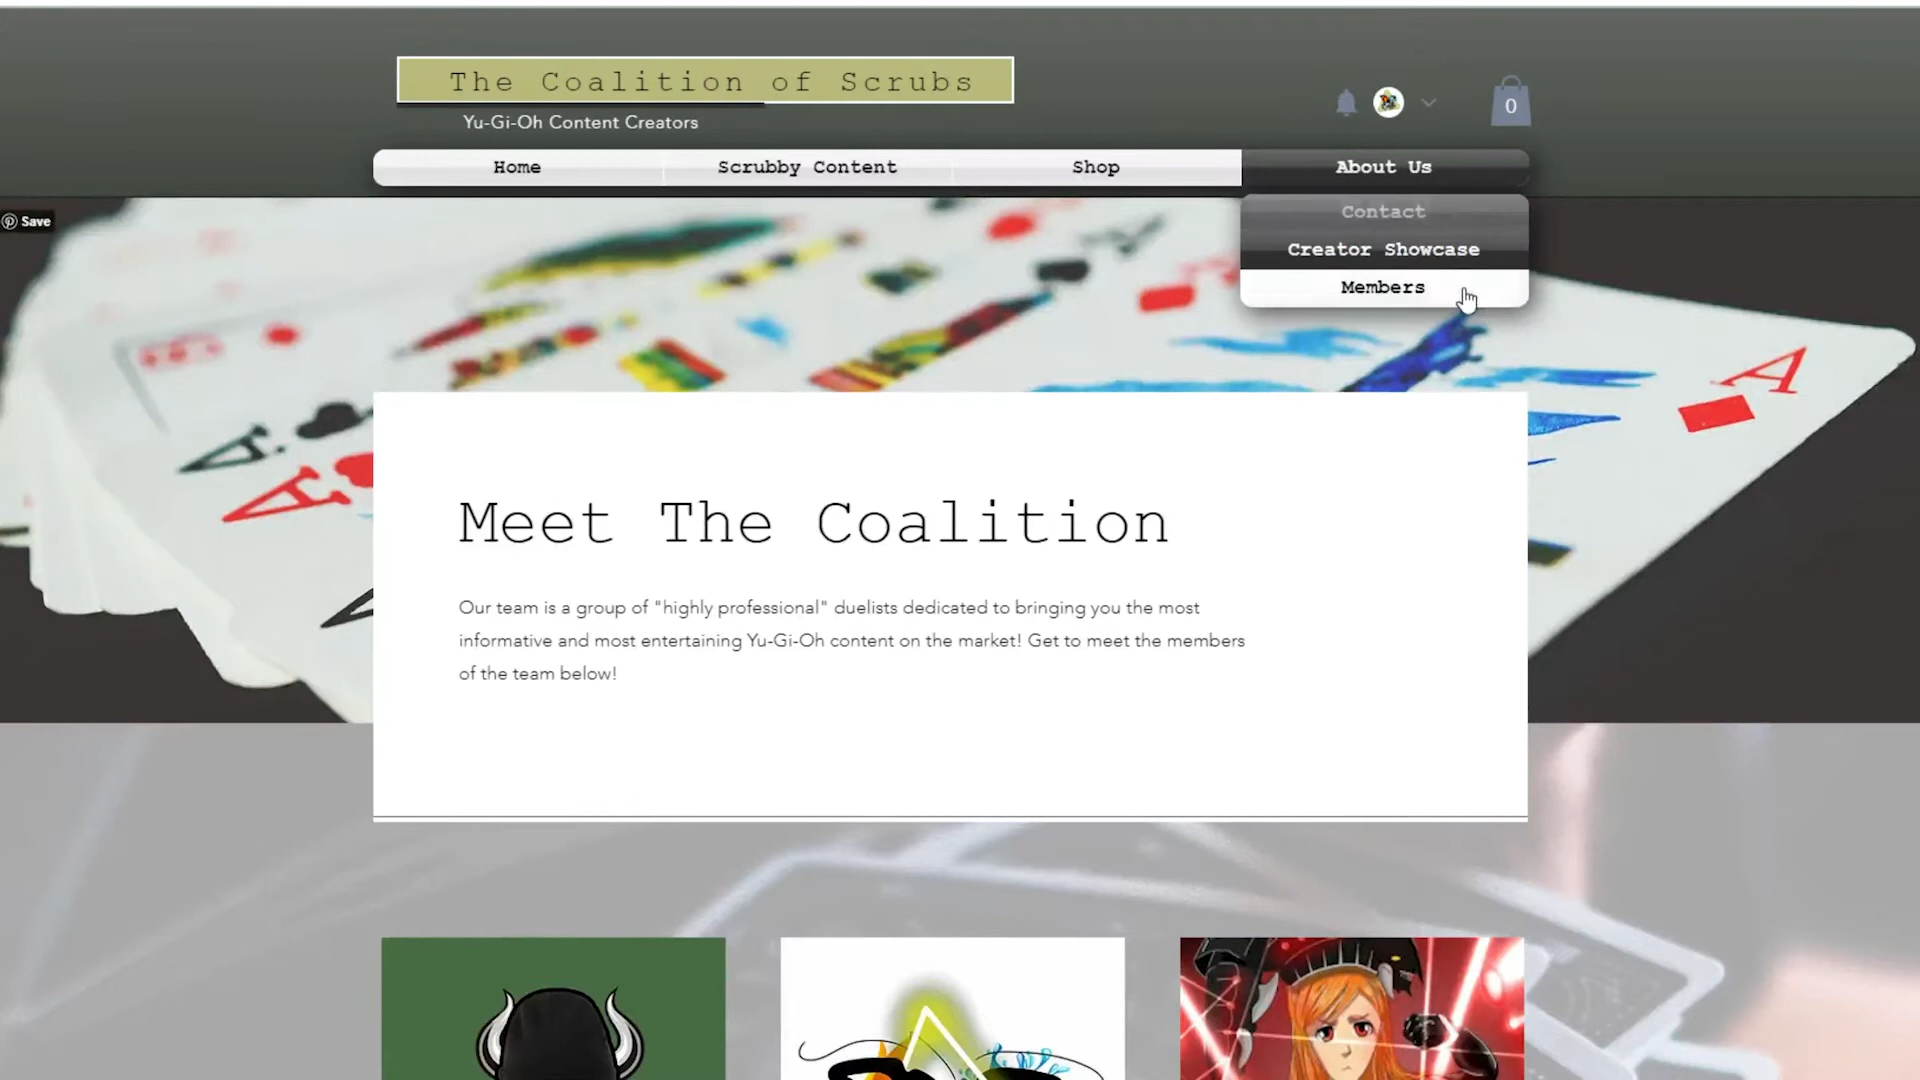 The Coalition of Scrubs
Yu-Gi-Oh Content Creators
0
Home
Scrubby Content
Shop
About Us
Contact
Creator Showcase
Members
Save
A
A
A
Meet The Coalition
Our team is a group of "highly professional" duelists dedicated to bringing you the most
informative and most entertaining Yu-Gi-Oh content on the market! Get to meet the members
of the team below!